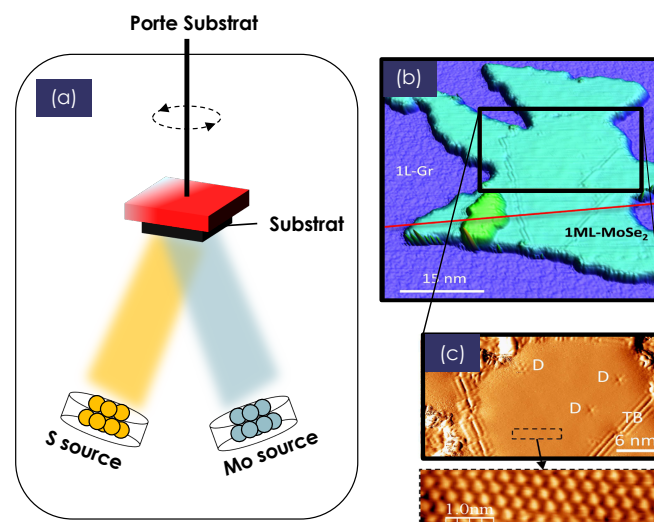 Porte Substrat
(a)
Substrat
S source
Mo source
(b)
1L-Gr
1ML-MoSe₂
15 nm
(c)
D
D
D
TB
6 nm
1.0nm